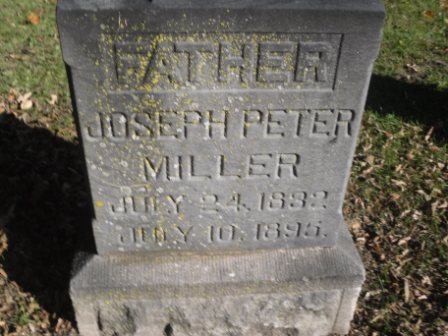 FATHER
JOSEPH PETER
MILLER
JULY 24, 1832
JULY 10, 1895.